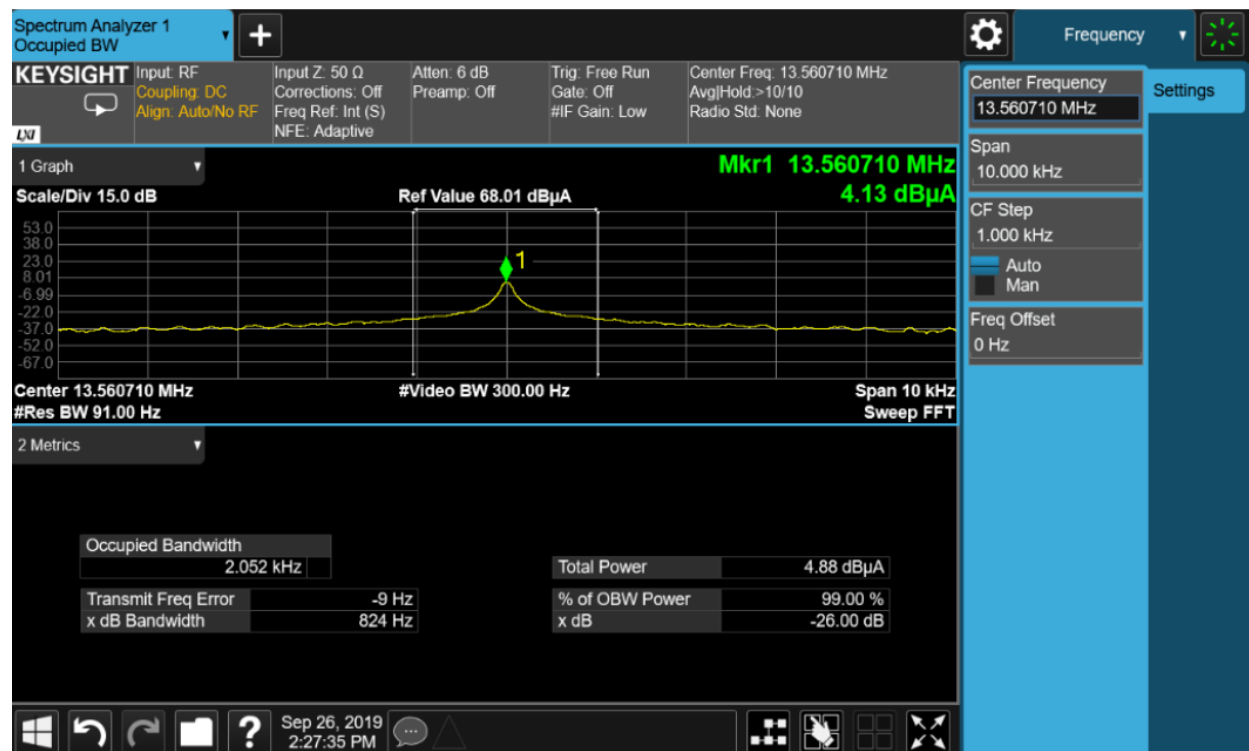 Spectrum Analyzer 1
Occupied BW
+
Frequency
KEYSIGHT
LXI
Input: RF
Coupling: DC
Align: Auto/No RF
Input Z: 50 Ω
Corrections: Off
Freq Ref: Int (S)
NFE: Adaptive
Atten: 6 dB
Preamp: Off
Trig: Free Run
Gate: Off
#IF Gain: Low
Center Freq: 13.560710 MHz
Avg|Hold:>10/10
Radio Std: None
Center Frequency
13.560710 MHz
Settings
Span
10.000 kHz
CF Step
1.000 kHz
Auto
Man
Freq Offset
0 Hz
1 Graph
Mkr1 13.560710 MHz
4.13 dBµA
Scale/Div 15.0 dB
Ref Value 68.01 dBµA
53.0
38.0
23.0
8.01
-6.99
-22.0
-37.0
-52.0
-67.0
1
Center 13.560710 MHz
#Video BW 300.00 Hz
Span 10 kHz
#Res BW 91.00 Hz
Sweep FFT
2 Metrics
Occupied Bandwidth
2.052 kHz
Total Power 4.88 dBµA
Transmit Freq Error -9 Hz
% of OBW Power 99.00 %
x dB Bandwidth 824 Hz
x dB -26.00 dB
?
Sep 26, 2019
2:27:35 PM